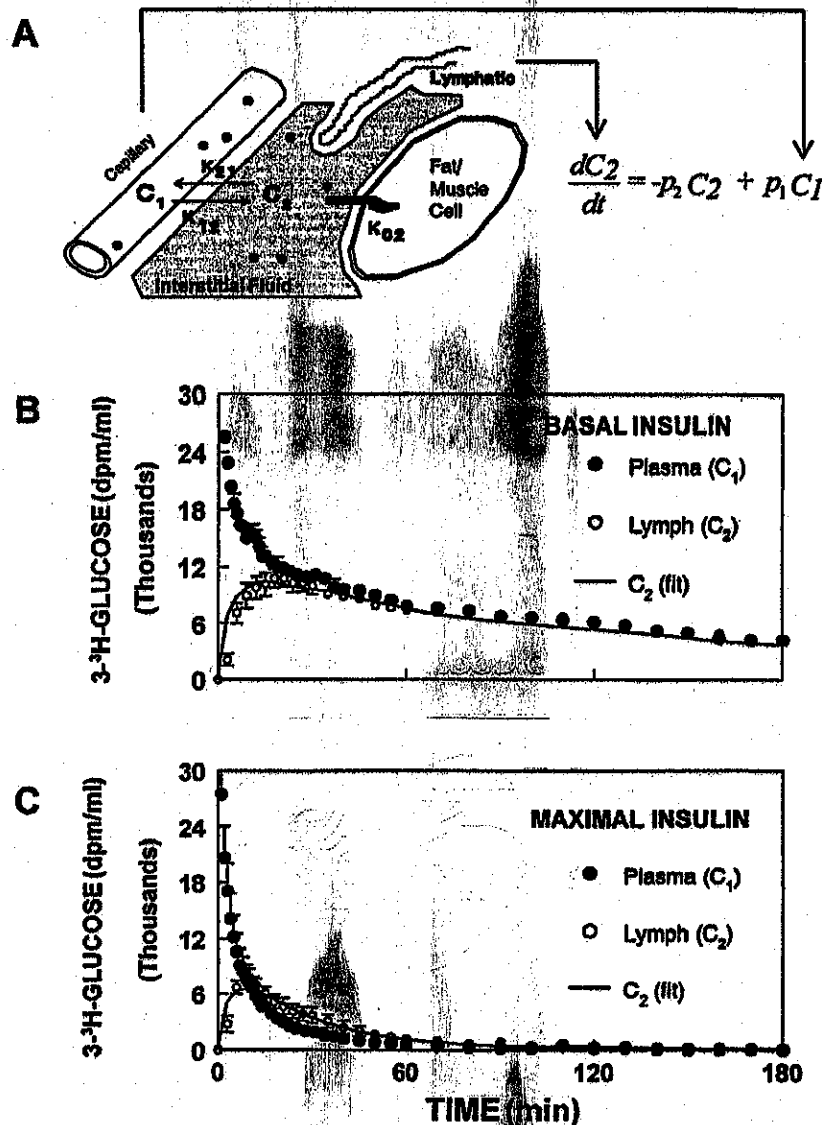 A
Lymphatic
Capillary
K21
C1
C2
K12
Fat/
Muscle
Cell
K02
Interstitial Fluid
dC2/dt = -p2 C2 + p1C1
B
30
24
18
12
6
0
3-³H-GLUCOSE (dpm/ml)
(Thousands)
BASAL INSULIN
Plasma (C1)
Lymph (C2)
C2 (fit)
C
30
24
18
12
6
0
3-³H-GLUCOSE (dpm/ml)
(Thousands)
MAXIMAL INSULIN
Plasma (C1)
Lymph (C2)
C2 (fit)
0
60
120
180
TIME (min)